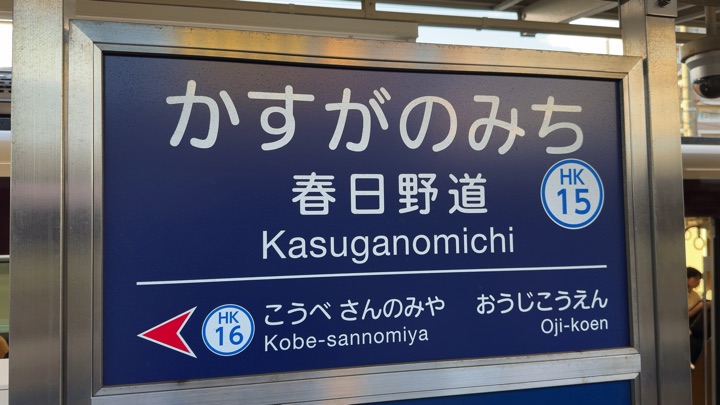 かすがのみち
春日野道
HK
15
Kasuganomichi
HK
16
こうべ さんのみや
Kobe-sannomiya
おうじこうえん
Oji-koen